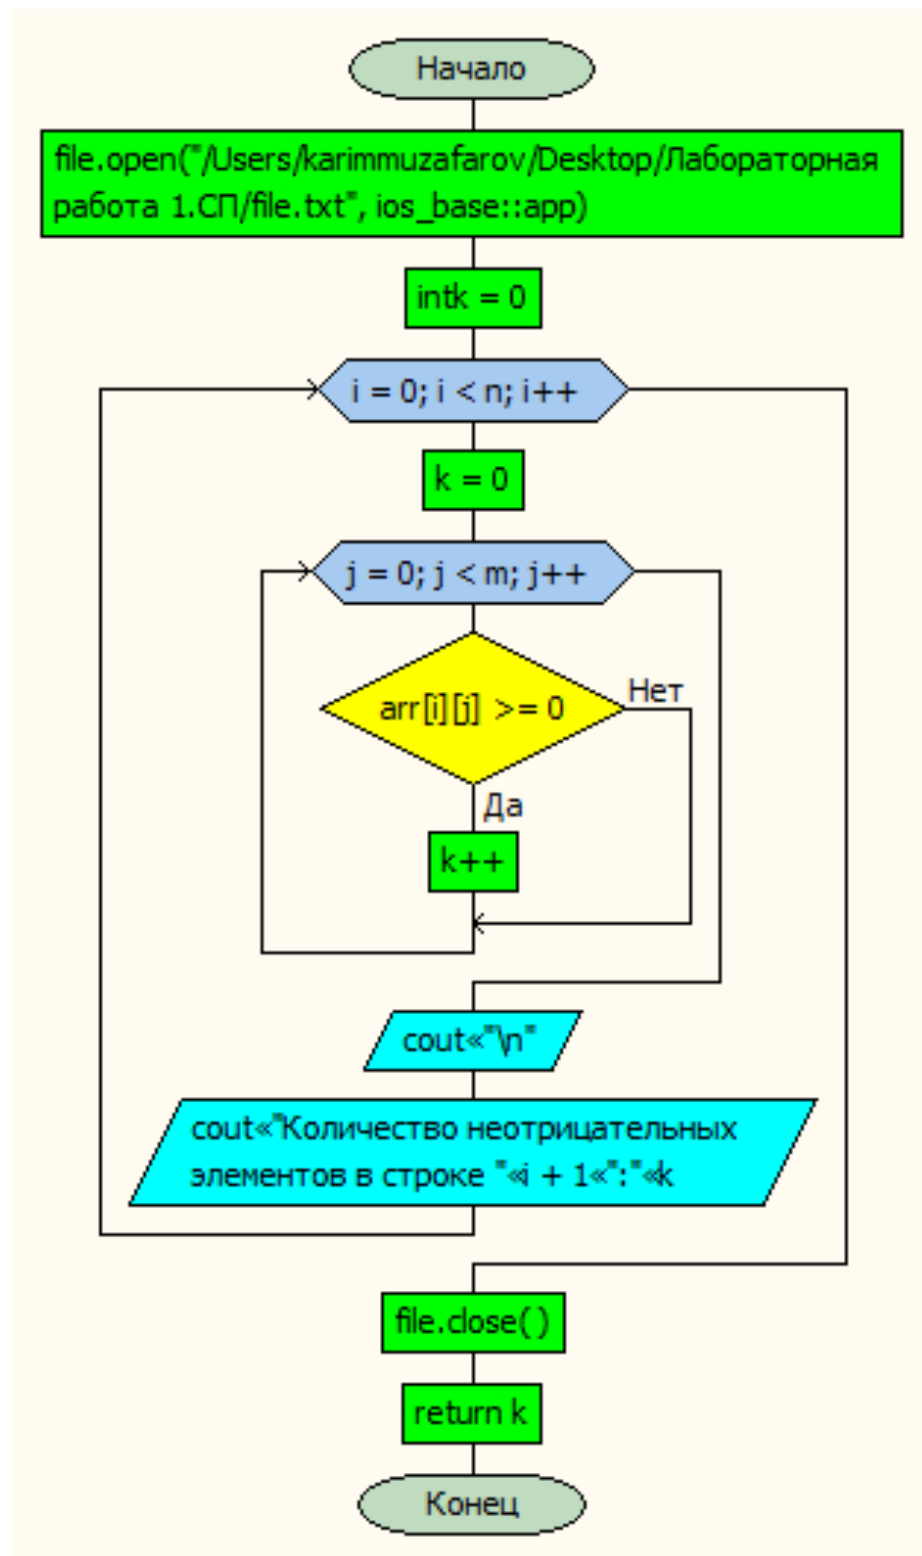 Начало
file.open("/Users/karimmuzafarov/Desktop/Лабораторная
работа 1.СП/file.txt", ios_base::app)
intk = 0
i = 0; i < n; i++
k = 0
j = 0; j < m; j++
arr[i][j] >= 0
Нет
Да
k++
cout«"\n"
cout«"Количество неотрицательных
элементов в строке "«i + 1«":"«k
file.close()
return k
Конец